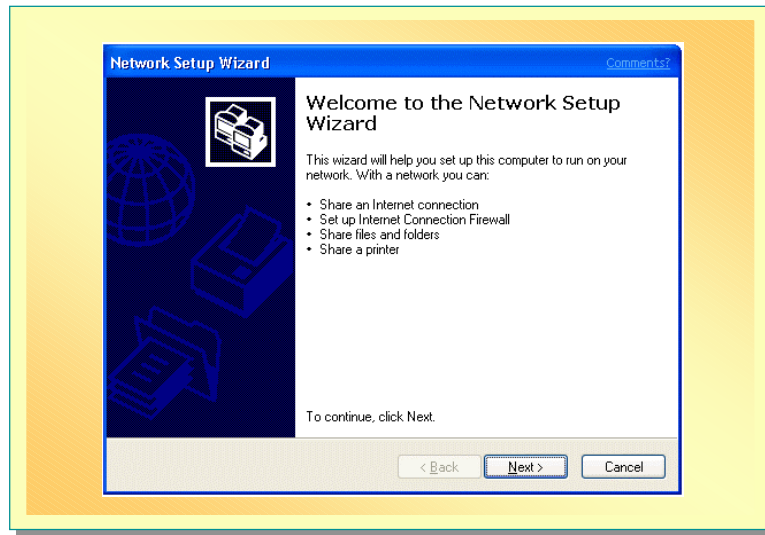 Network Setup Wizard
Comments?
Welcome to the Network Setup
Wizard
This wizard will help you set up this computer to run on your
network. With a network you can:
• Share an Internet connection
• Set up Internet Connection Firewall
• Share files and folders
• Share a printer
To continue, click Next.
< Back
Next >
Cancel